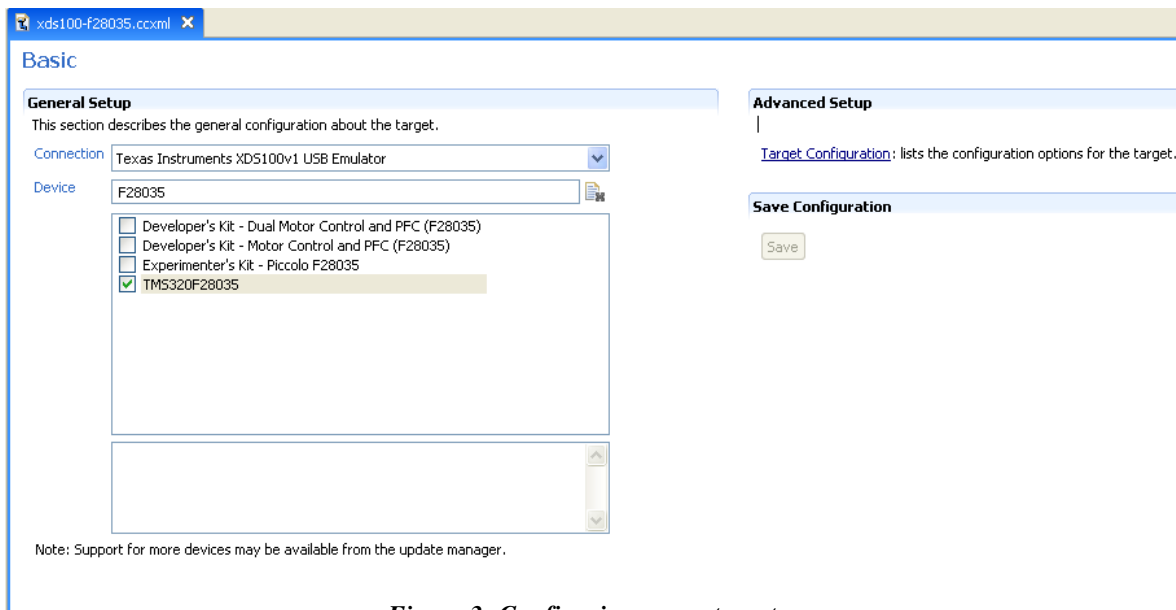 xds100-f28035.ccxml
Basic
General Setup
This section describes the general configuration about the target.
Connection Texas Instruments XDS100v1 USB Emulator
Device F28035
Developer's Kit - Dual Motor Control and PFC (F28035)
Developer's Kit - Motor Control and PFC (F28035)
Experimenter's Kit - Piccolo F28035
TMS320F28035
Note: Support for more devices may be available from the update manager.
Advanced Setup
Target Configuration: lists the configuration options for the target.
Save Configuration
Save